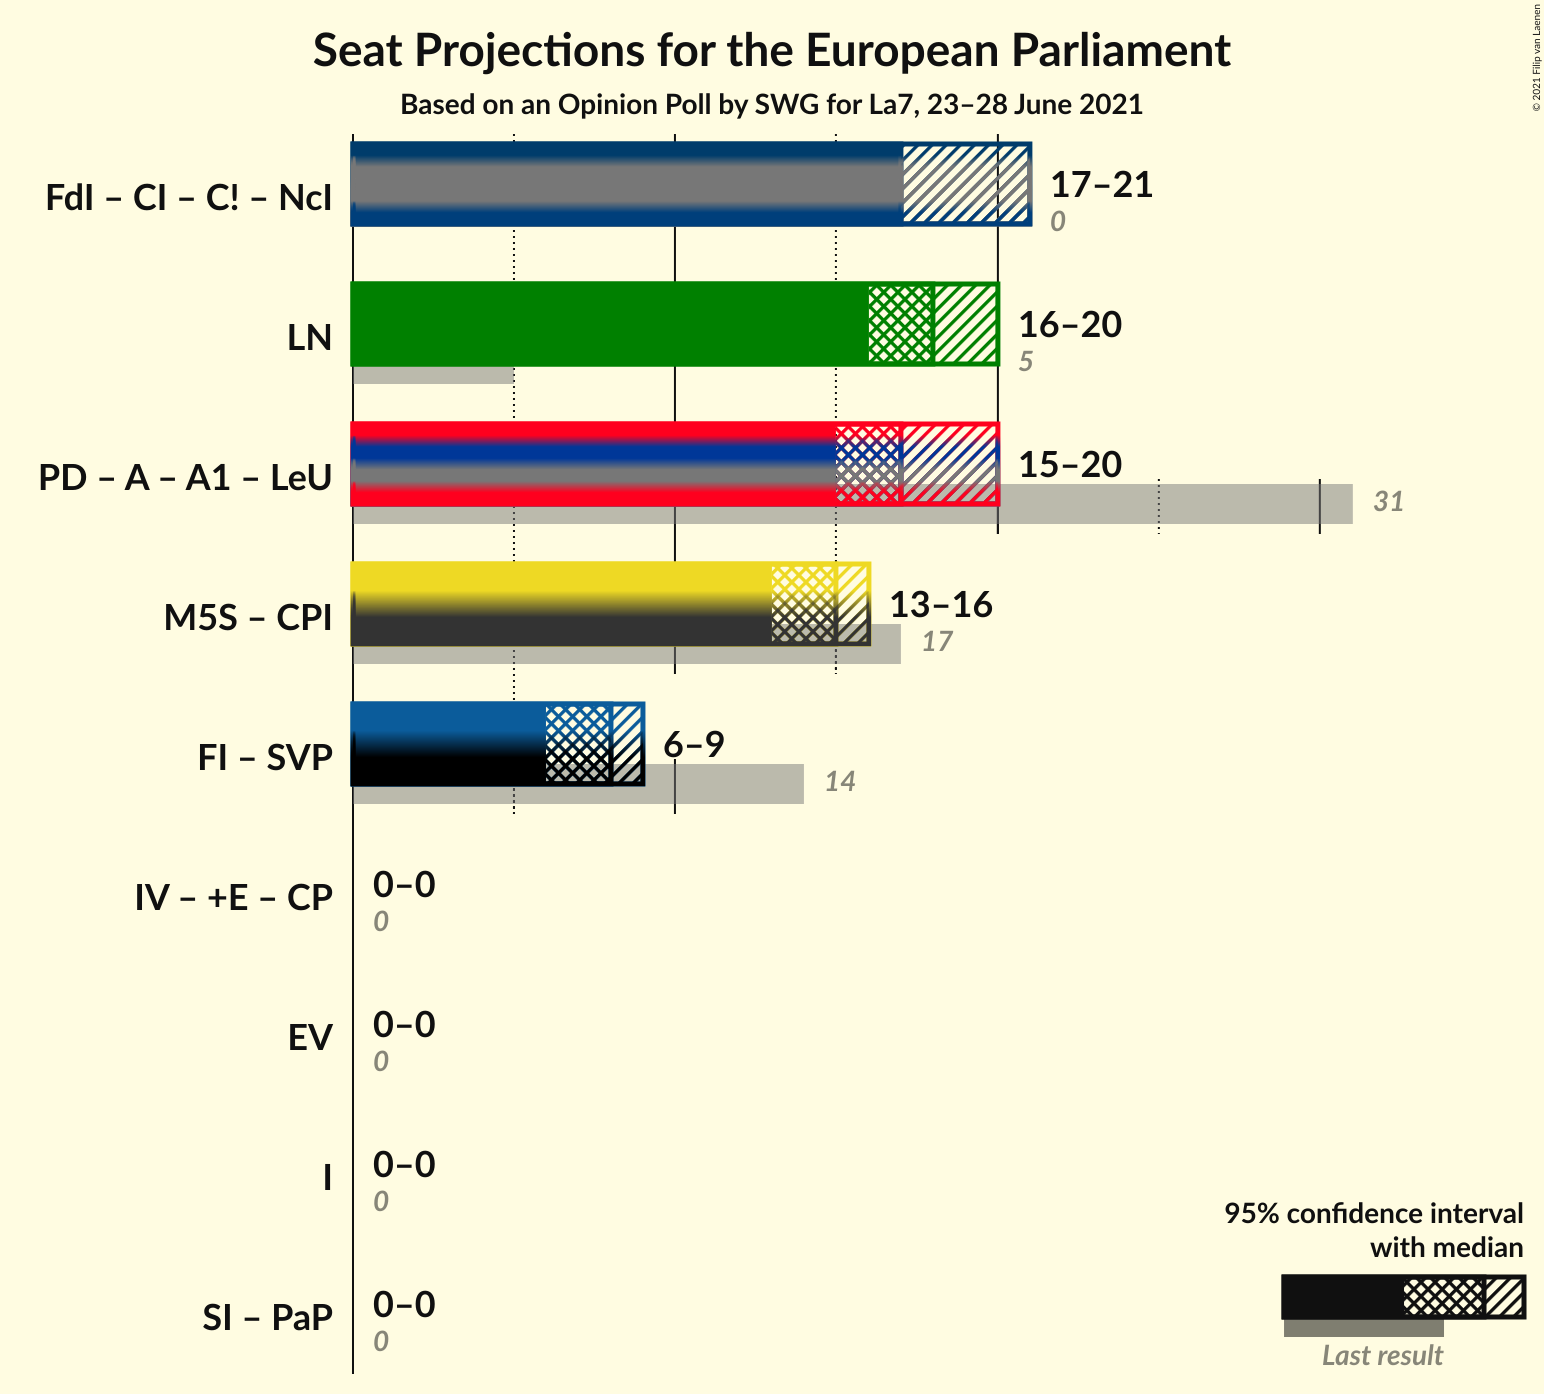 Seat Projections for the European Parliament
Based on an Opinion Poll by SWG for La7, 23–28 June 2021
© 2021 Filip van Laenen
FdI – CI – C! – NcI
17–21
0
LN
16–20
5
PD – A – A1 – LeU
15–20
31
M5S – CPI
13–16
17
FI – SVP
6–9
14
IV – +E – CP
0–0
0
EV
0–0
0
I
0–0
0
SI – PaP
0–0
0
95% confidence interval
with median
Last result